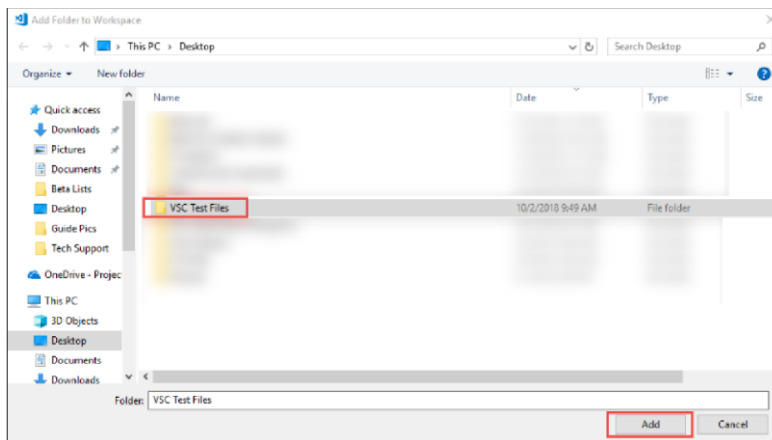 Add Folder to Workspace
This PC > Desktop
Search Desktop
Organize New folder
Name Date Type Size
Quick access
Downloads
Pictures
Documents
Beta Lists
Desktop
Guide Pics
Tech Support
OneDrive - Projec
This PC
3D Objects
Desktop
Documents
Downloads
VSC Test Files 10/2/2018 9:49 AM File folder
Folder: VSC Test Files
Add Cancel